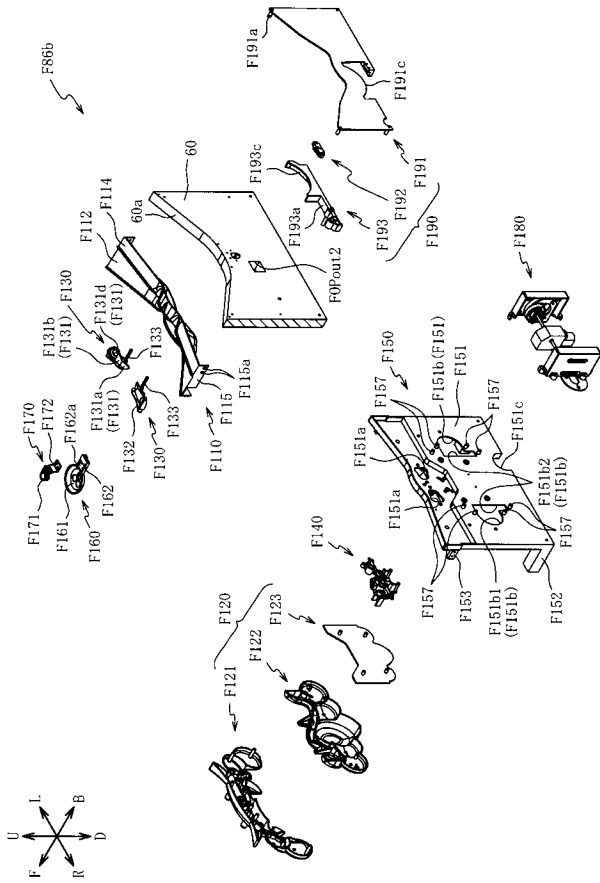 F86b
F191a
F114
F112
60
60a
F193c
F191c
F191
F192
F193a
F193
F190
F0Pout2
F130
F131b
(F131)
F131d
(F131)
F133
F131a
(F131)
F132
F133
F130
F115a
F115
F110
F170
F172
F162a
F171
F161
F162
F160
F180
F150
F151b (F151)
F151
F157
F157
F151a
F151a
F151c
F151b2
(F151b)
F157
F157
F151b1
(F151b)
F153
F152
F140
F120
F123
F122
F121
U
F
L
R
B
D